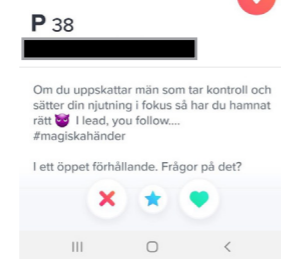 P 38
Om du uppskattar män som tar kontroll och
sätter din njutning i fokus så har du hamnat
rätt 😈 I lead, you follow....
#magiskahänder
I ett öppet förhållande. Frågor på det?